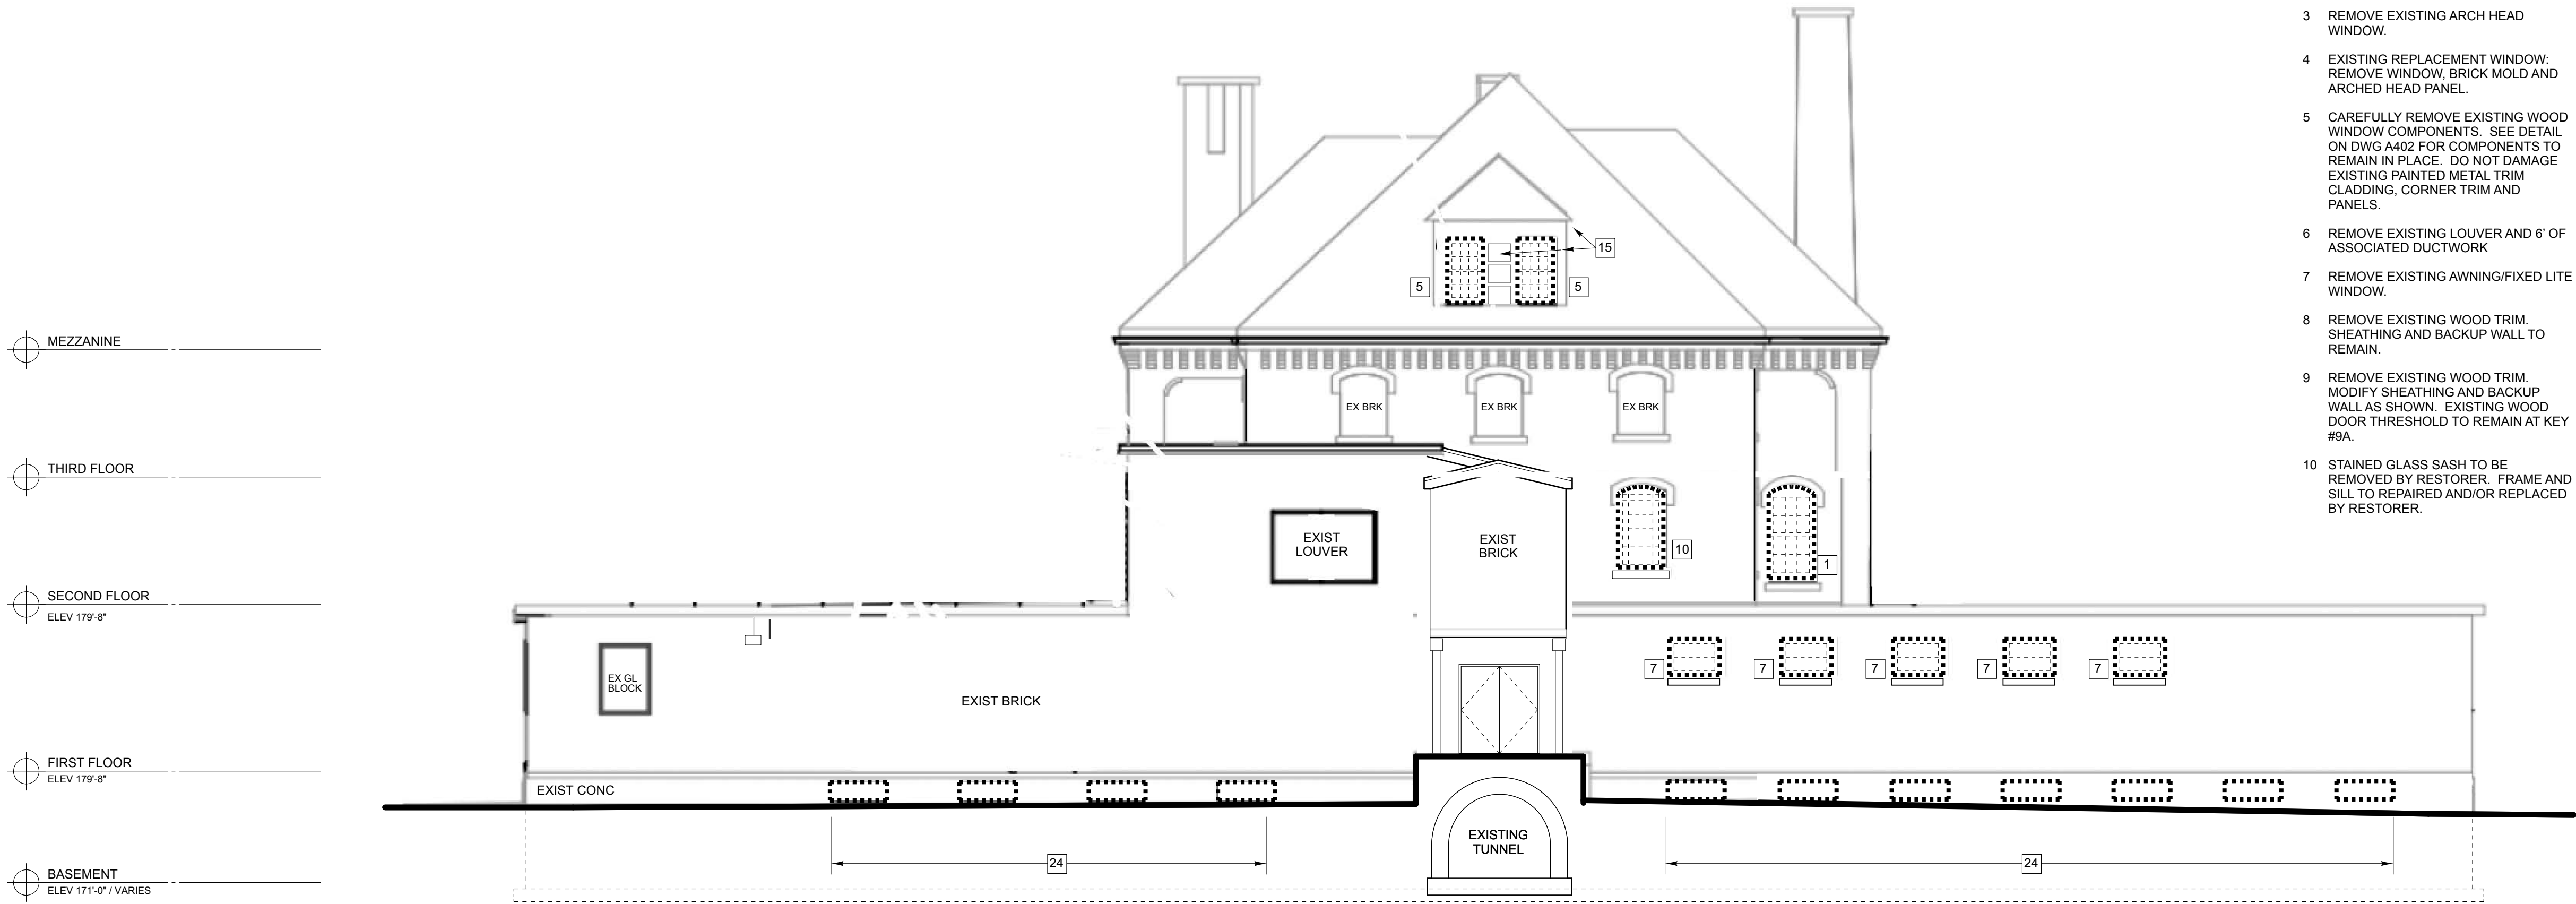 3 REMOVE EXISTING ARCH HEAD
WINDOW.
4 EXISTING REPLACEMENT WINDOW:
REMOVE WINDOW, BRICK MOLD AND
ARCHED HEAD PANEL.
5 CAREFULLY REMOVE EXISTING WOOD
WINDOW COMPONENTS. SEE DETAIL
ON DWG A402 FOR COMPONENTS TO
REMAIN IN PLACE. DO NOT DAMAGE
EXISTING PAINTED METAL TRIM
CLADDING, CORNER TRIM AND
PANELS.
6 REMOVE EXISTING LOUVER AND 6' OF
ASSOCIATED DUCTWORK
7 REMOVE EXISTING AWNING/FIXED LITE
WINDOW.
8 REMOVE EXISTING WOOD TRIM.
SHEATHING AND BACKUP WALL TO
REMAIN.
9 REMOVE EXISTING WOOD TRIM.
MODIFY SHEATHING AND BACKUP
WALL AS SHOWN. EXISTING WOOD
DOOR THRESHOLD TO REMAIN AT KEY
#9A.
10 STAINED GLASS SASH TO BE
REMOVED BY RESTORER. FRAME AND
SILL TO REPAIRED AND/OR REPLACED
BY RESTORER.
15
5
5
MEZZANINE
EX BRK
EX BRK
EX BRK
THIRD FLOOR
EXIST
LOUVER
EXIST
BRICK
10
1
SECOND FLOOR
ELEV 179'-8"
7
7
7
7
7
EX GL
BLOCK
EXIST BRICK
FIRST FLOOR
ELEV 179'-8"
EXIST CONC
EXISTING
TUNNEL
24
24
BASEMENT
ELEV 171'-0" / VARIES